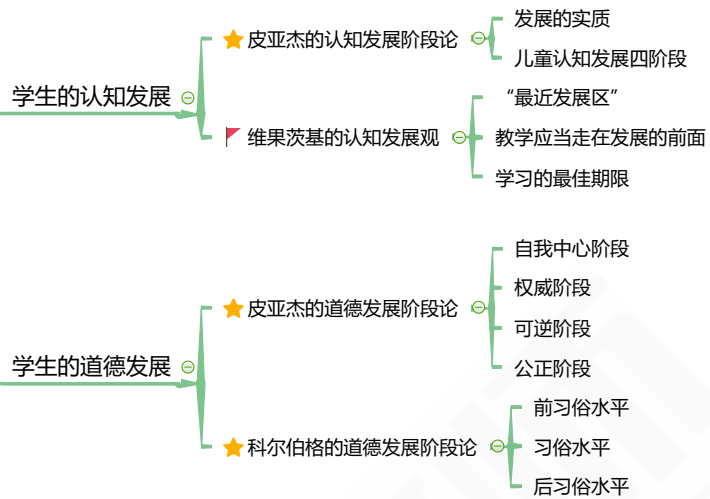 学生的认知发展
皮亚杰的认知发展阶段论
发展的实质
儿童认知发展四阶段
维果茨基的认知发展观
“最近发展区”
教学应当走在发展的前面
学习的最佳期限
学生的道德发展
皮亚杰的道德发展阶段论
自我中心阶段
权威阶段
可逆阶段
公正阶段
科尔伯格的道德发展阶段论
前习俗水平
习俗水平
后习俗水平